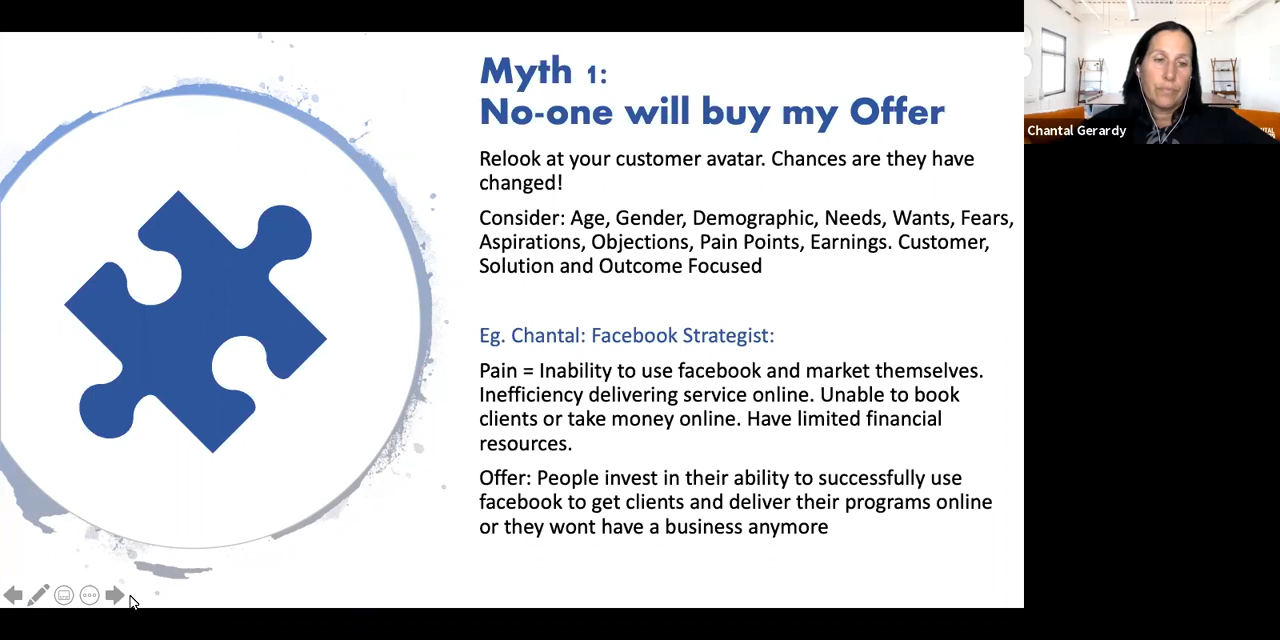 Myth 1:
No-one will buy my Offer
Relook at your customer avatar. Chances are they have
changed!
Consider: Age, Gender, Demographic, Needs, Wants, Fears,
Aspirations, Objections, Pain Points, Earnings. Customer,
Solution and Outcome Focused
Eg. Chantal: Facebook Strategist:
Pain = Inability to use facebook and market themselves.
Inefficiency delivering service online. Unable to book
clients or take money online. Have limited financial
resources.
Offer: People invest in their ability to successfully use
facebook to get clients and deliver their programs online
or they wont have a business anymore
Chantal Gerardy